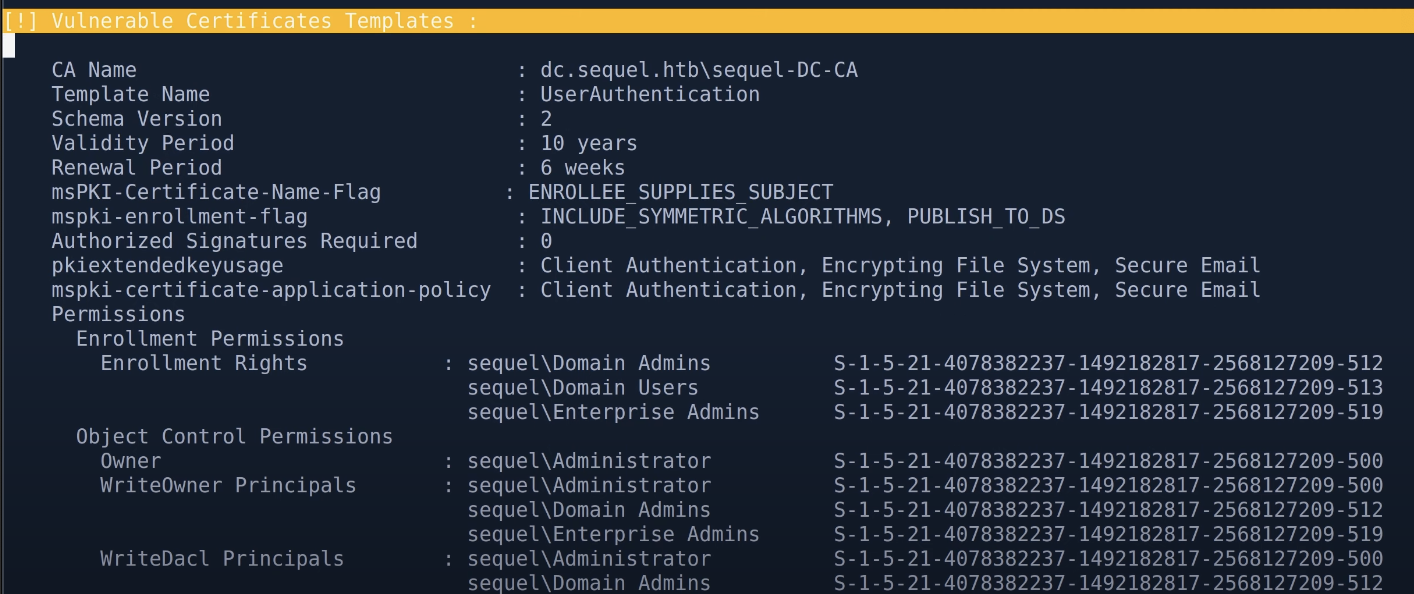 [!] Vulnerable Certificates Templates :
CA Name : dc.sequel.htb\sequel-DC-CA
Template Name : UserAuthentication
Schema Version : 2
Validity Period : 10 years
Renewal Period : 6 weeks
msPKI-Certificate-Name-Flag : ENROLLEE_SUPPLIES_SUBJECT
mspki-enrollment-flag : INCLUDE_SYMMETRIC_ALGORITHMS, PUBLISH_TO_DS
Authorized Signatures Required : 0
pkiextendedkeyusage : Client Authentication, Encrypting File System, Secure Email
mspki-certificate-application-policy : Client Authentication, Encrypting File System, Secure Email
Permissions
Enrollment Permissions
Enrollment Rights : sequel\Domain Admins S-1-5-21-4078382237-1492182817-2568127209-512
sequel\Domain Users S-1-5-21-4078382237-1492182817-2568127209-513
sequel\Enterprise Admins S-1-5-21-4078382237-1492182817-2568127209-519
Object Control Permissions
Owner : sequel\Administrator S-1-5-21-4078382237-1492182817-2568127209-500
WriteOwner Principals : sequel\Administrator S-1-5-21-4078382237-1492182817-2568127209-500
sequel\Domain Admins S-1-5-21-4078382237-1492182817-2568127209-512
sequel\Enterprise Admins S-1-5-21-4078382237-1492182817-2568127209-519
WriteDacl Principals : sequel\Administrator S-1-5-21-4078382237-1492182817-2568127209-500
sequel\Domain Admins S-1-5-21-4078382237-1492182817-2568127209-512